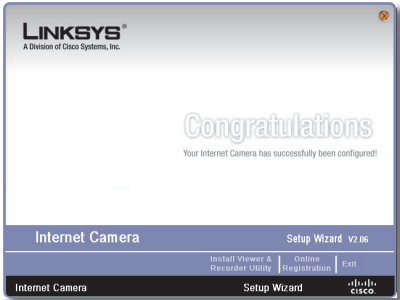 LINKSYS®
A Division of Cisco Systems, Inc.
Congratulations
Your Internet Camera has successfully been configured!
Internet Camera
Setup Wizard V2.06
Install Viewer &
Recorder Utility
Online
Registration
Exit
Internet Camera
Setup Wizard
CISCO.